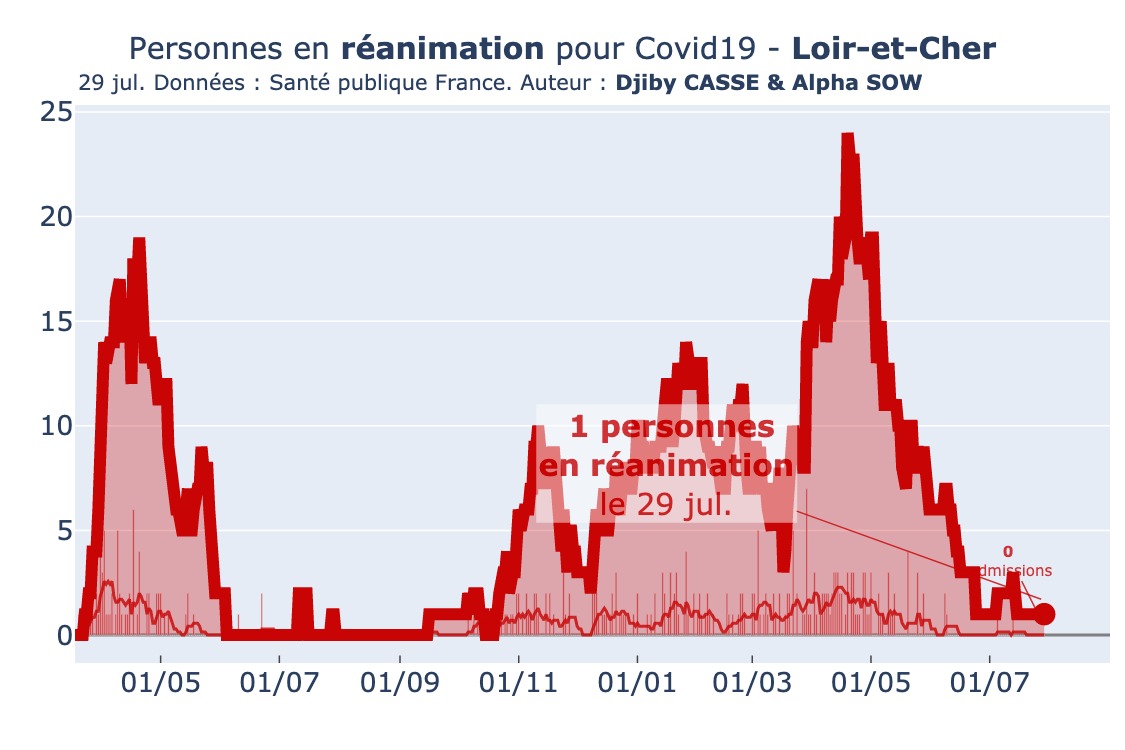 Personnes en réanimation pour Covid19 - Loir-et-Cher
29 jul. Données : Santé publique France. Auteur : Djiby CASSE & Alpha SOW
25
20
15
10
5
0
1 personnes
en réanimation
le 29 jul.
0
admissions
01/05 01/07 01/09 01/11 01/01 01/03 01/05 01/07